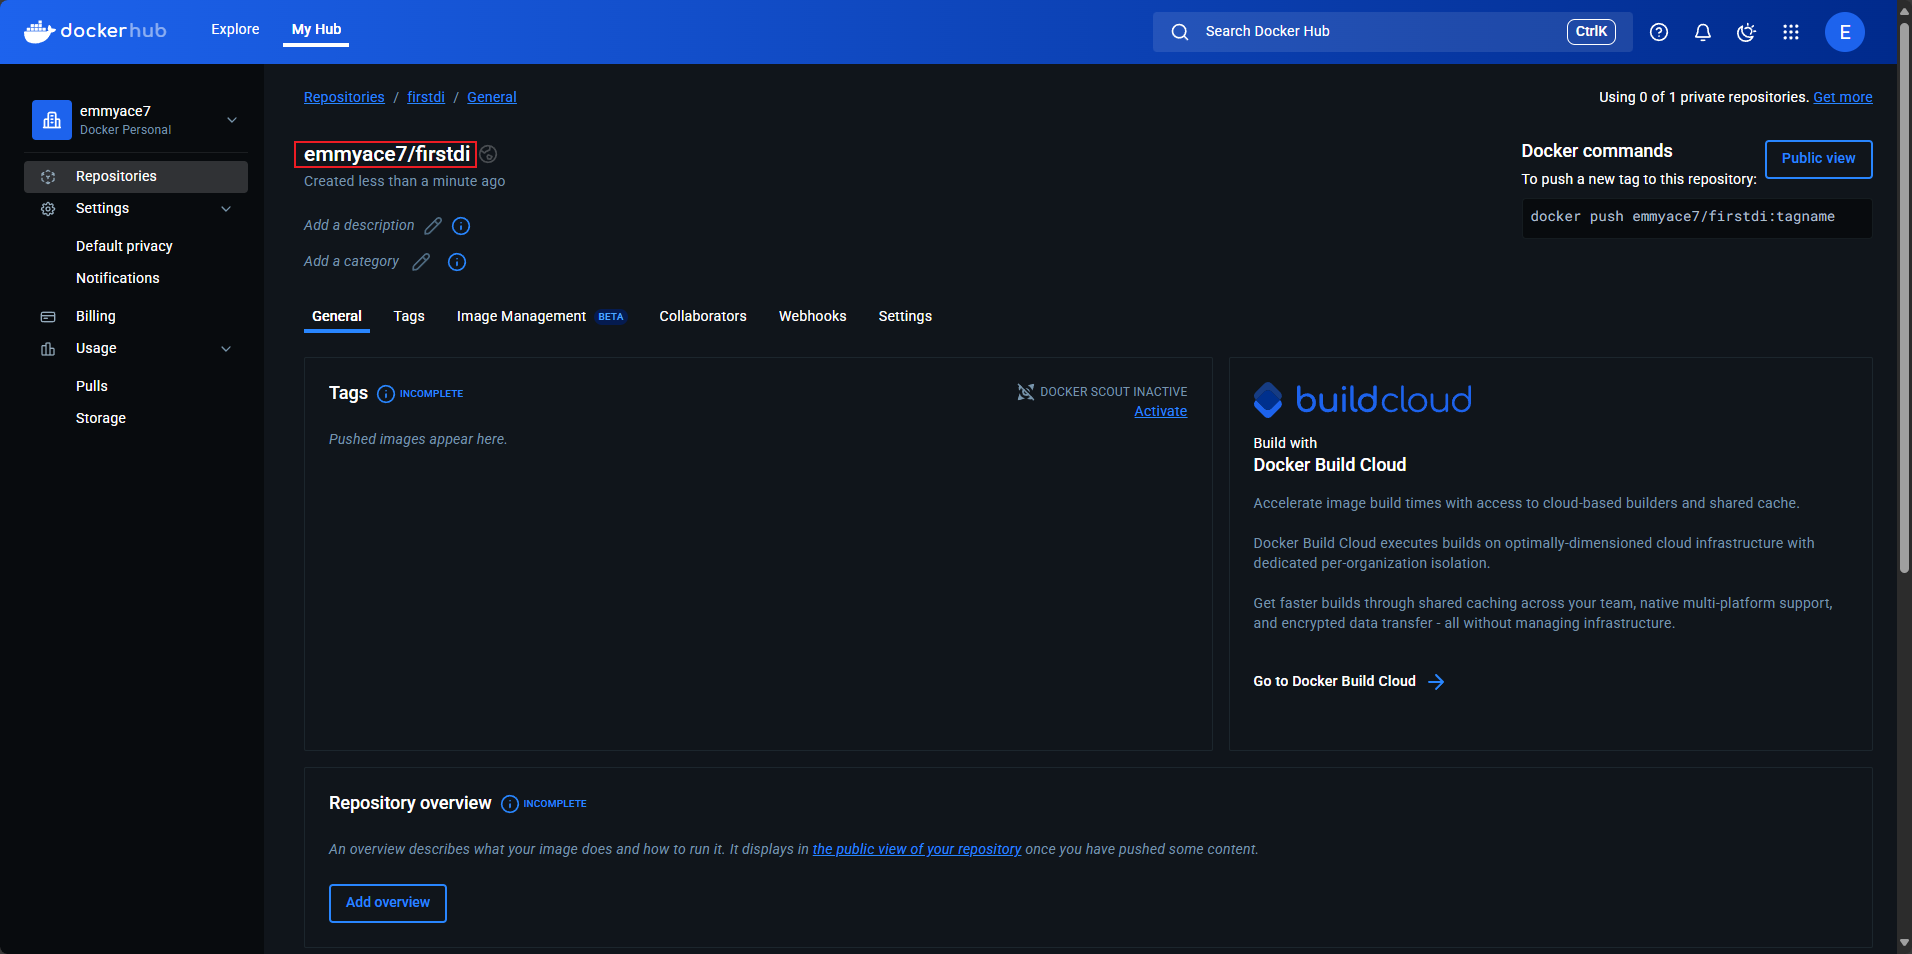 dockerhub
Explore
My Hub
Search Docker Hub
CtrlK
E
emmyace7
Docker Personal
Repositories
Settings
Default privacy
Notifications
Billing
Usage
Pulls
Storage
Repositories / firstdi / General
Using 0 of 1 private repositories. Get more
emmyace7/firstdi
Created less than a minute ago
Add a description
Add a category
Docker commands
Public view
To push a new tag to this repository:
docker push emmyace7/firstdi:tagname
General
Tags
Image Management BETA
Collaborators
Webhooks
Settings
Tags INCOMPLETE
DOCKER SCOUT INACTIVE
Activate
Pushed images appear here.
buildcloud
Build with
Docker Build Cloud
Accelerate image build times with access to cloud-based builders and shared cache.
Docker Build Cloud executes builds on optimally-dimensioned cloud infrastructure with
dedicated per-organization isolation.
Get faster builds through shared caching across your team, native multi-platform support,
and encrypted data transfer - all without managing infrastructure.
Go to Docker Build Cloud
Repository overview INCOMPLETE
An overview describes what your image does and how to run it. It displays in the public view of your repository once you have pushed some content.
Add overview